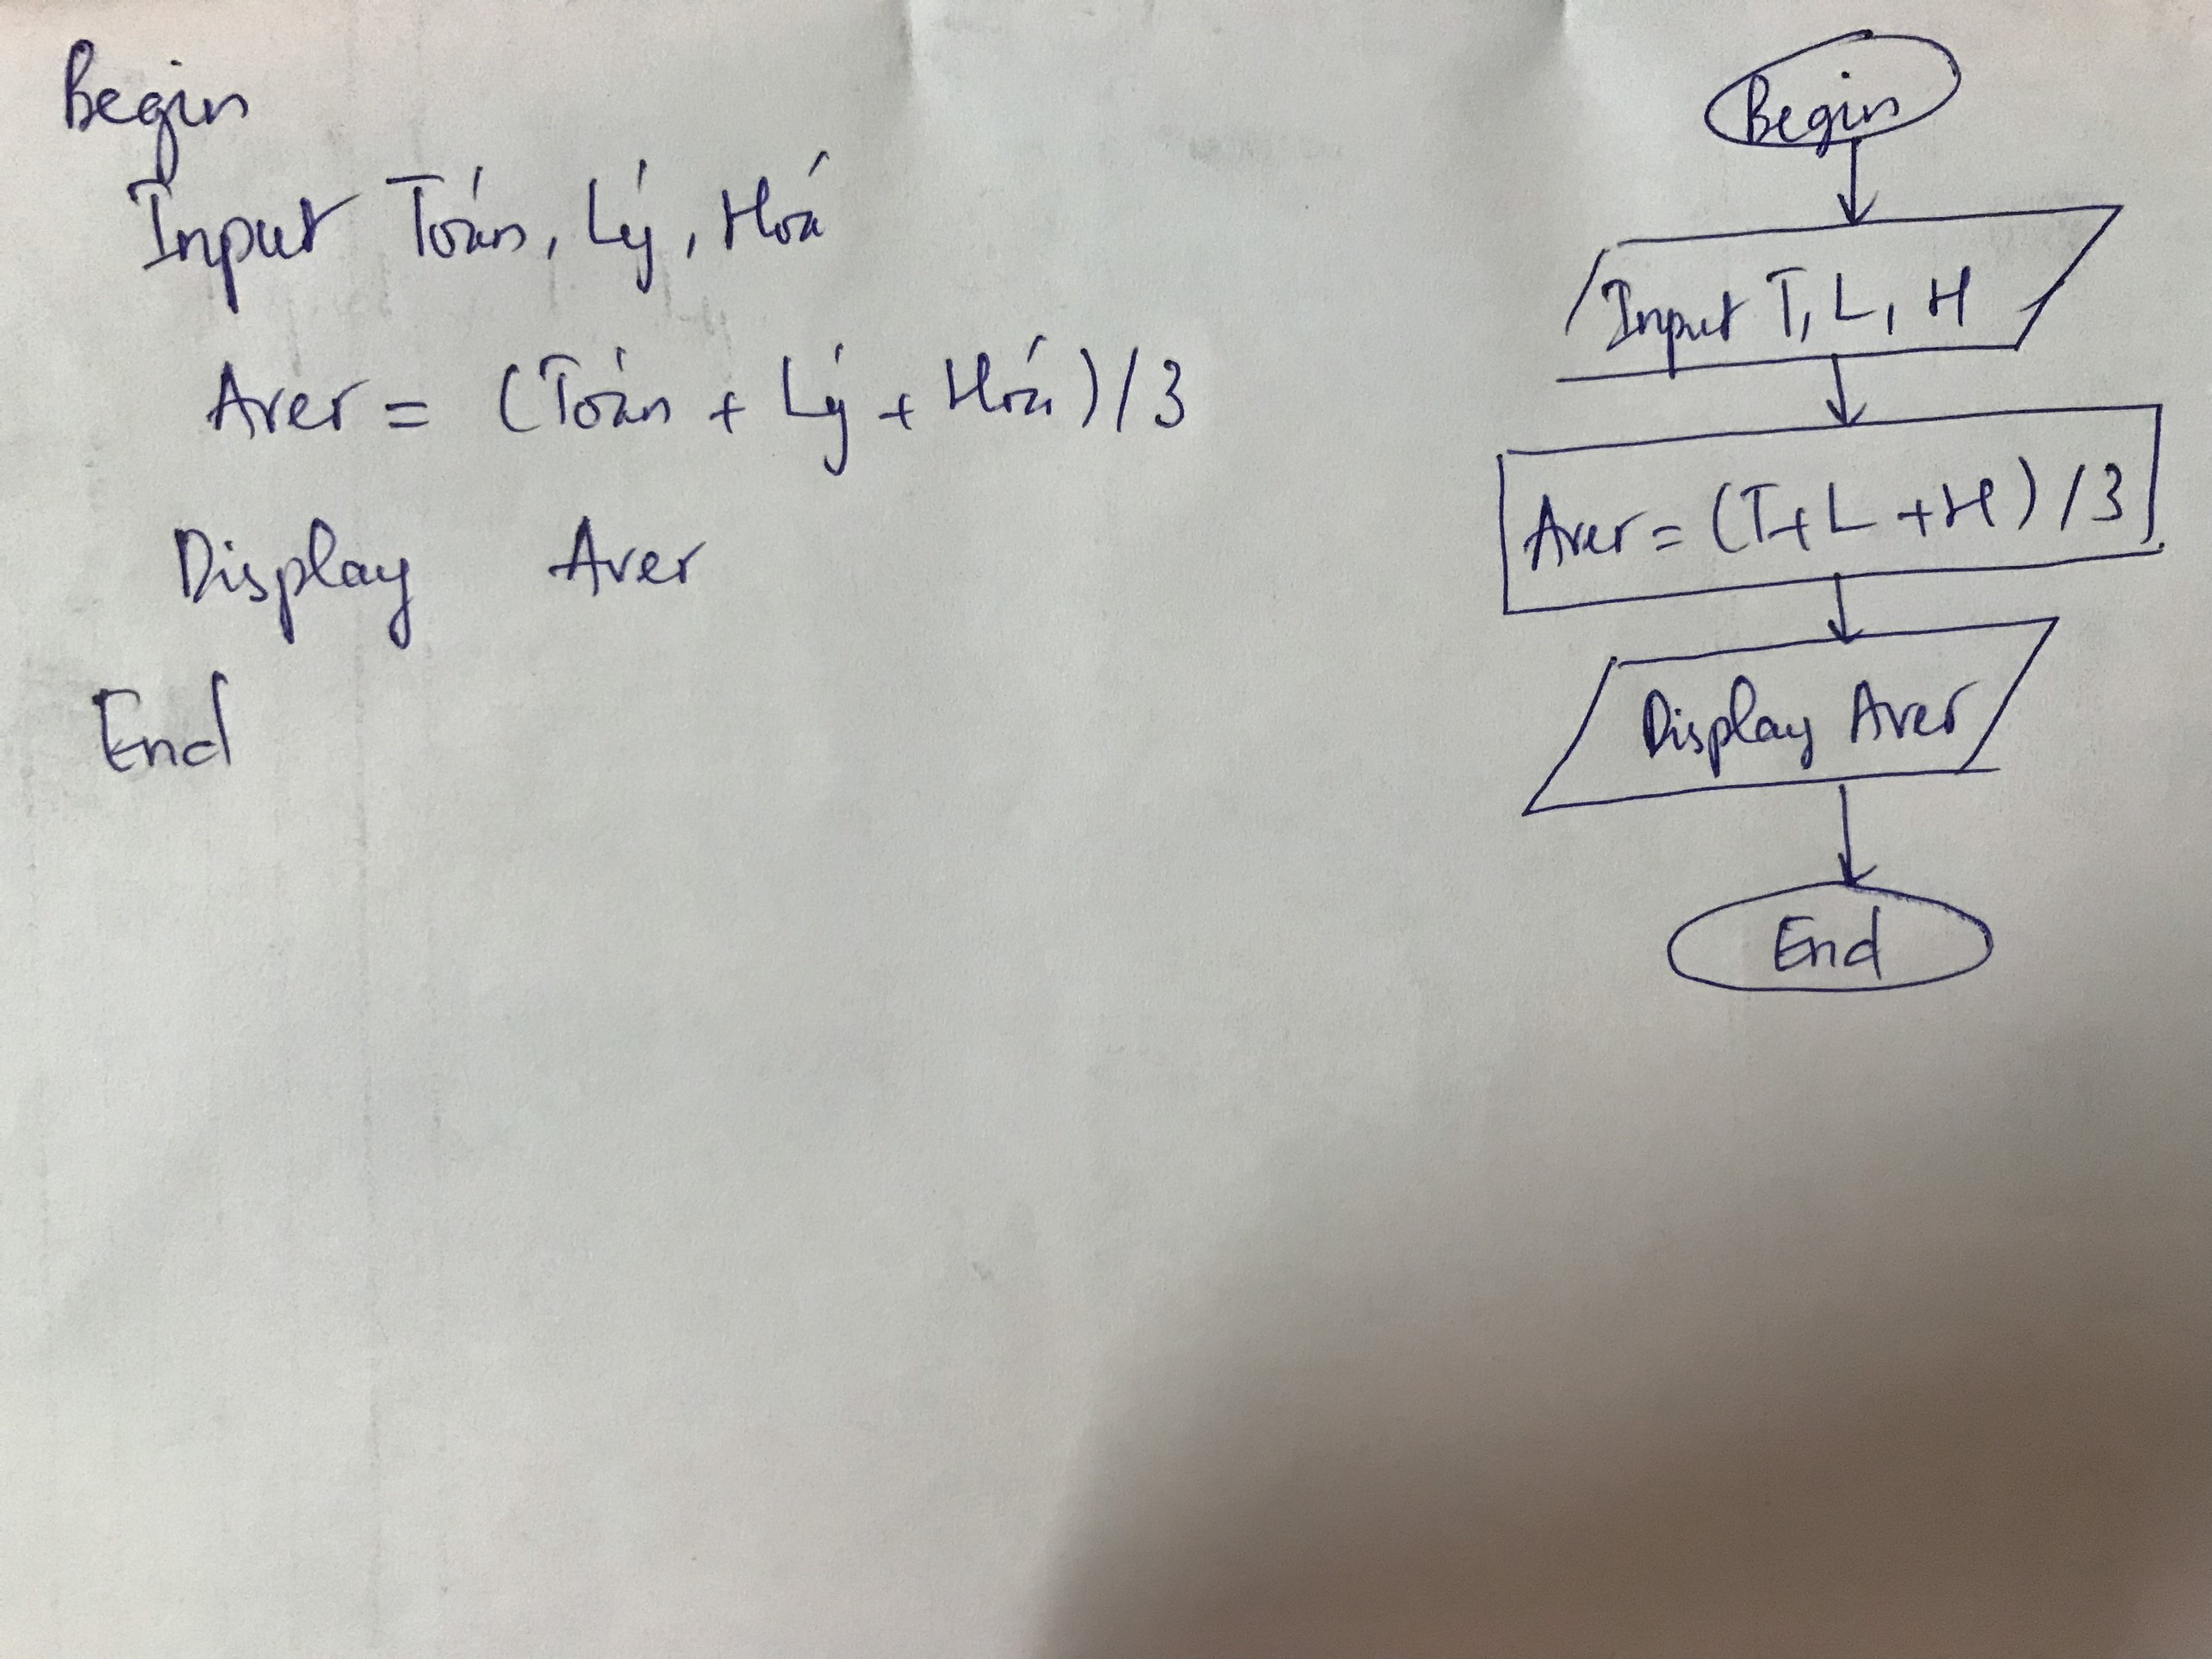 Begin
Input Toán, Lý, Hoá
Aver = (Toán + Lý + Hoá)/3
Display Aver
End
Begin
Input T, L, H
Aver = (T+L+H)/3
Display Aver
End